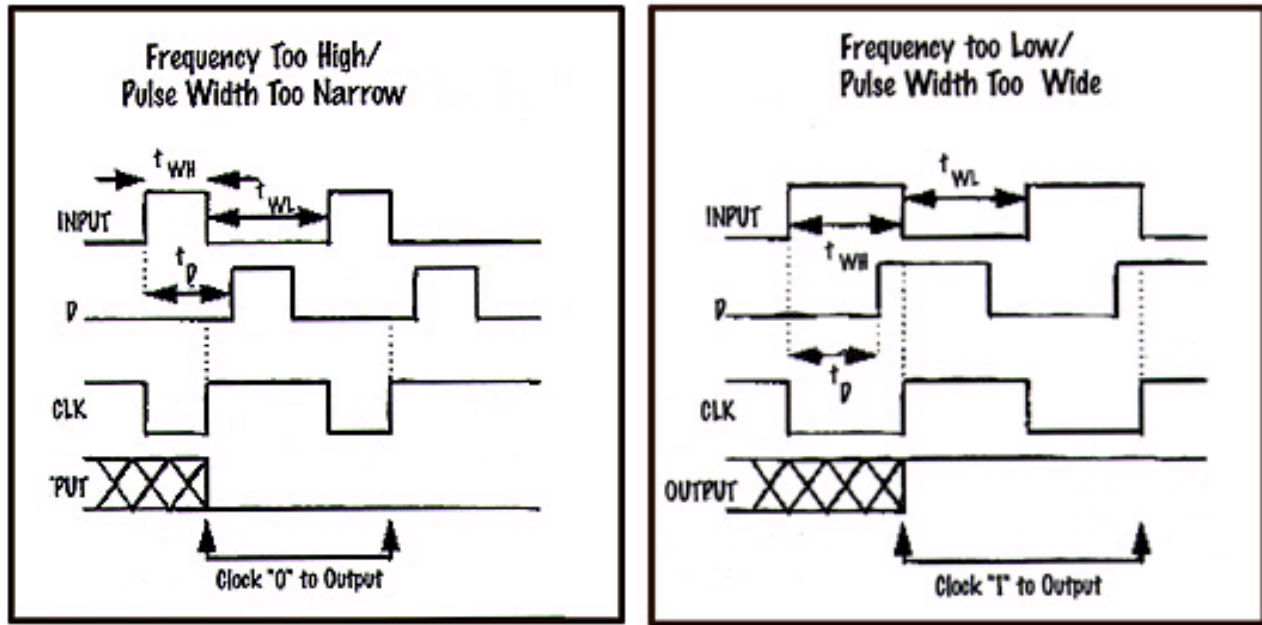 Frequency Too High/
Pulse Width Too Narrow
t WH
t WL
INPUT
t D
D
CLK
'PUT
Clock "0" to Output
Frequency too Low/
Pulse Width Too Wide
t WL
INPUT
t WH
D
t D
CLK
OUTPUT
Clock "1" to Output